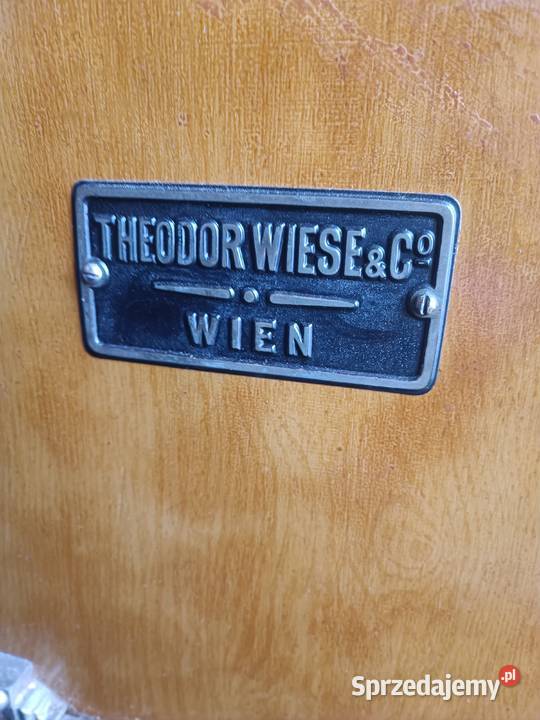 THEODOR WIESE & Cº
WIEN
Sprzedajemy.pl